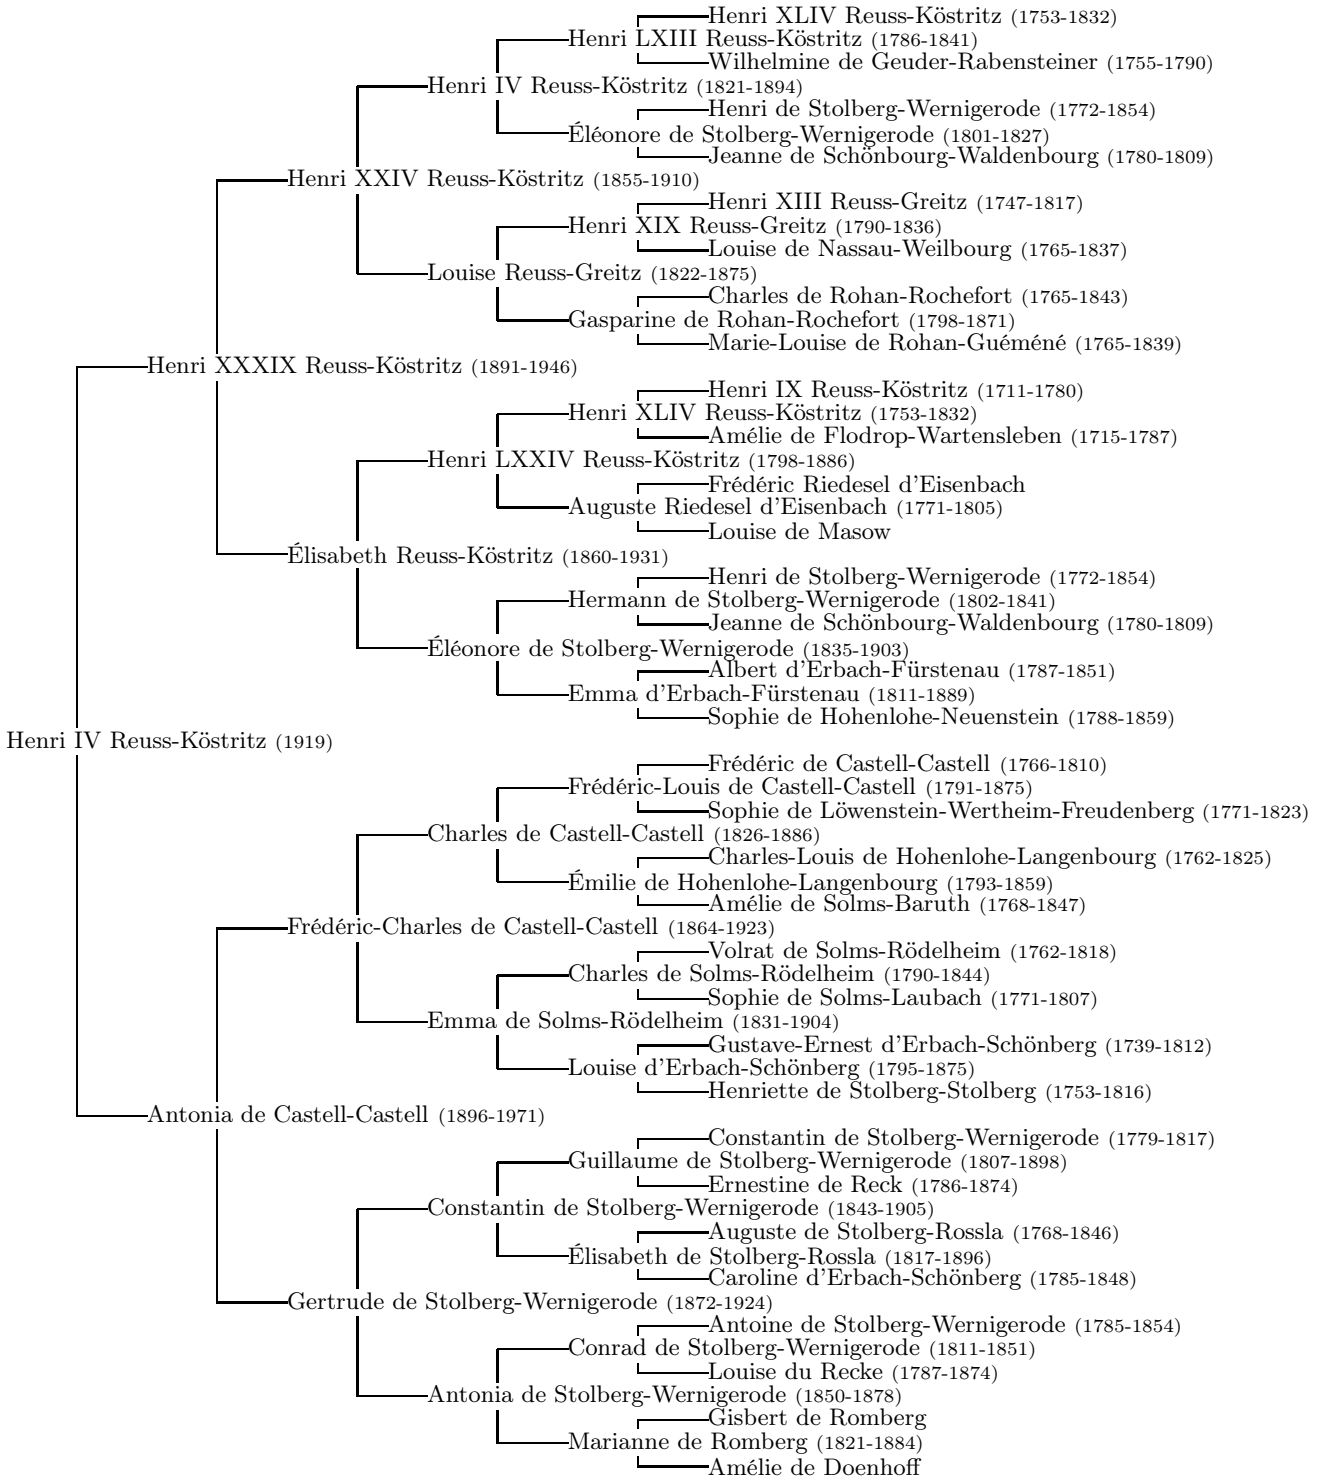 Henri XLIV Reuss-Köstritz (1753-1832)
Henri LXIII Reuss-Köstritz (1786-1841)
Wilhelmine de Geuder-Rabensteiner (1755-1790)
Henri IV Reuss-Köstritz (1821-1894)
Henri de Stolberg-Wernigerode (1772-1854)
Éléonore de Stolberg-Wernigerode (1801-1827)
Jeanne de Schönbourg-Waldenbourg (1780-1809)
Henri XXIV Reuss-Köstritz (1855-1910)
Henri XIII Reuss-Greitz (1747-1817)
Henri XIX Reuss-Greitz (1790-1836)
Louise de Nassau-Weilbourg (1765-1837)
Louise Reuss-Greitz (1822-1875)
Charles de Rohan-Rochefort (1765-1843)
Gasparine de Rohan-Rochefort (1798-1871)
Marie-Louise de Rohan-Guéméné (1765-1839)
Henri XXXIX Reuss-Köstritz (1891-1946)
Henri IX Reuss-Köstritz (1711-1780)
Henri XLIV Reuss-Köstritz (1753-1832)
Amélie de Flodrop-Wartensleben (1715-1787)
Henri LXXIV Reuss-Köstritz (1798-1886)
Frédéric Riedesel d'Eisenbach
Auguste Riedesel d'Eisenbach (1771-1805)
Louise de Masow
Élisabeth Reuss-Köstritz (1860-1931)
Henri de Stolberg-Wernigerode (1772-1854)
Hermann de Stolberg-Wernigerode (1802-1841)
Jeanne de Schönbourg-Waldenbourg (1780-1809)
Éléonore de Stolberg-Wernigerode (1835-1903)
Albert d'Erbach-Fürstenau (1787-1851)
Emma d'Erbach-Fürstenau (1811-1889)
Sophie de Hohenlohe-Neuenstein (1788-1859)
Henri IV Reuss-Köstritz (1919)
Frédéric de Castell-Castell (1766-1810)
Frédéric-Louis de Castell-Castell (1791-1875)
Sophie de Löwenstein-Wertheim-Freudenberg (1771-1823)
Charles de Castell-Castell (1826-1886)
Charles-Louis de Hohenlohe-Langenbourg (1762-1825)
Émilie de Hohenlohe-Langenbourg (1793-1859)
Amélie de Solms-Baruth (1768-1847)
Frédéric-Charles de Castell-Castell (1864-1923)
Volrat de Solms-Rödelheim (1762-1818)
Charles de Solms-Rödelheim (1790-1844)
Sophie de Solms-Laubach (1771-1807)
Emma de Solms-Rödelheim (1831-1904)
Gustave-Ernest d'Erbach-Schönberg (1739-1812)
Louise d'Erbach-Schönberg (1795-1875)
Henriette de Stolberg-Stolberg (1753-1816)
Antonia de Castell-Castell (1896-1971)
Constantin de Stolberg-Wernigerode (1779-1817)
Guillaume de Stolberg-Wernigerode (1807-1898)
Ernestine de Reck (1786-1874)
Constantin de Stolberg-Wernigerode (1843-1905)
Auguste de Stolberg-Rossla (1768-1846)
Élisabeth de Stolberg-Rossla (1817-1896)
Caroline d'Erbach-Schönberg (1785-1848)
Gertrude de Stolberg-Wernigerode (1872-1924)
Antoine de Stolberg-Wernigerode (1785-1854)
Conrad de Stolberg-Wernigerode (1811-1851)
Louise du Recke (1787-1874)
Antonia de Stolberg-Wernigerode (1850-1878)
Gisbert de Romberg
Marianne de Romberg (1821-1884)
Amélie de Doenhoff